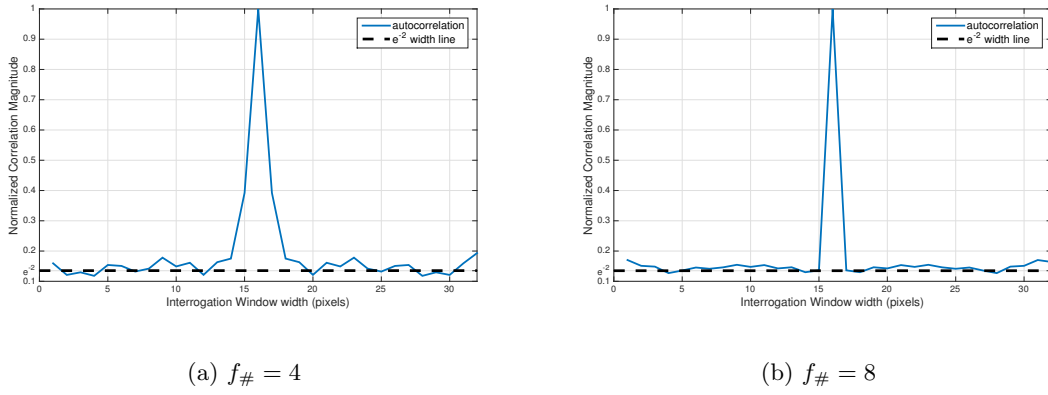 1
0.9
0.8
0.7
0.6
0.5
0.4
0.3
0.2
e⁻²
0.1
Normalized Correlation Magnitude
autocorrelation
e⁻² width line
0 5 10 15 20 25 30
Interrogation Window width (pixels)
(a) f# = 4
1
0.9
0.8
0.7
0.6
0.5
0.4
0.3
0.2
e⁻²
0.1
Normalized Correlation Magnitude
autocorrelation
e⁻² width line
0 5 10 15 20 25 30
Interrogation Window width (pixels)
(b) f# = 8